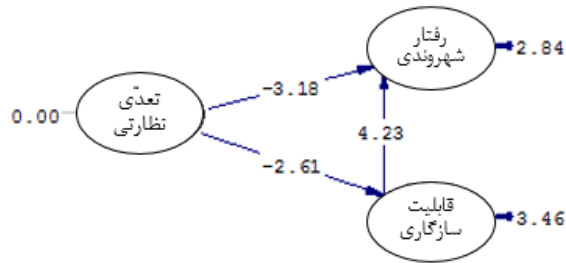 رفتار
شهروندی
2.84
-3.18
تعدّی
نظارتی
0.00
4.23
-2.61
قابلیت
سازگاری
3.46